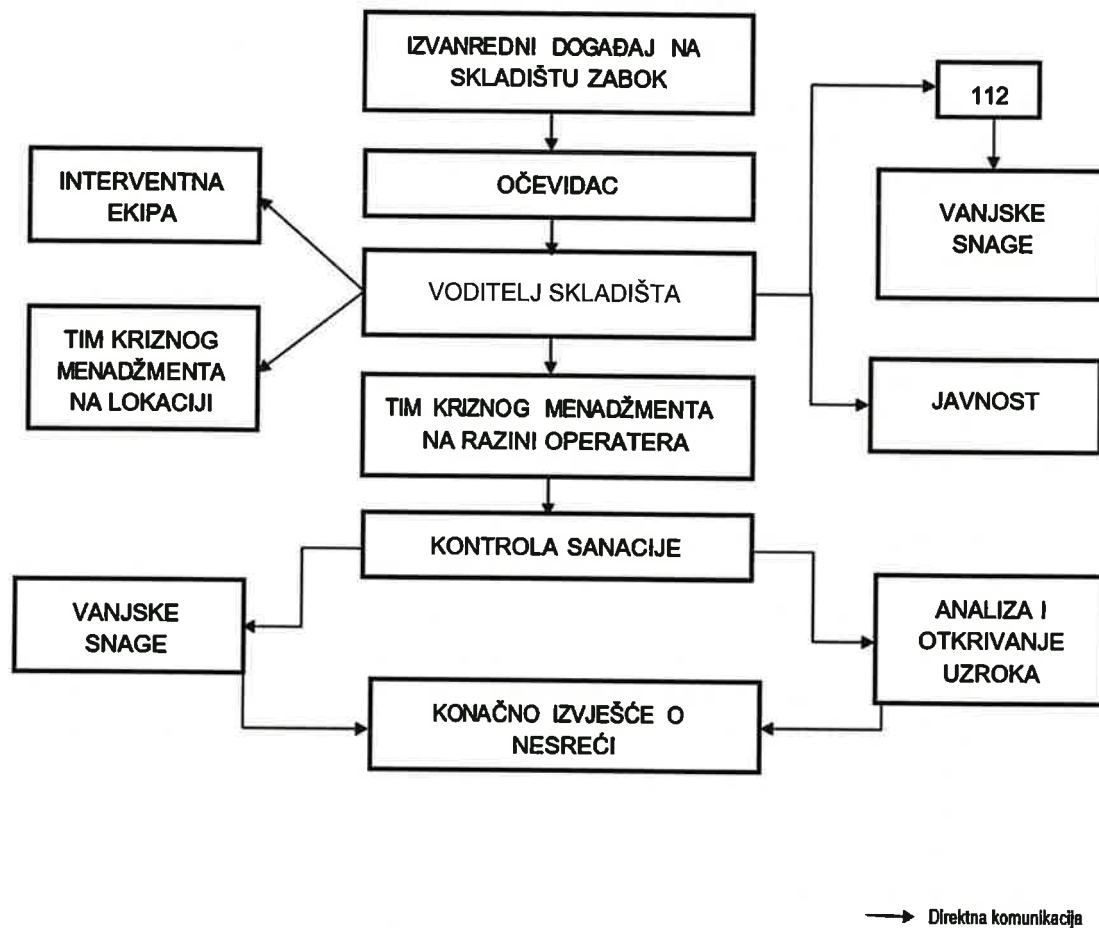 IZVANREDNI DOGAĐAJ NA
SKLADIŠTU ZABOK
112
OČEVIDAC
INTERVENTNA
EKIPA
VANJSKE
SNAGE
VODITELJ SKLADIŠTA
TIM KRIZNOG
MENADŽMENTA
NA LOKACIJI
TIM KRIZNOG MENADŽMENTA
NA RAZINI OPERATERA
JAVNOST
KONTROLA SANACIJE
VANJSKE
SNAGE
ANALIZA I
OTKRIVANJE
UZROKA
KONAČNO IZVJEŠĆE O
NESREĆI
Direktna komunikacija